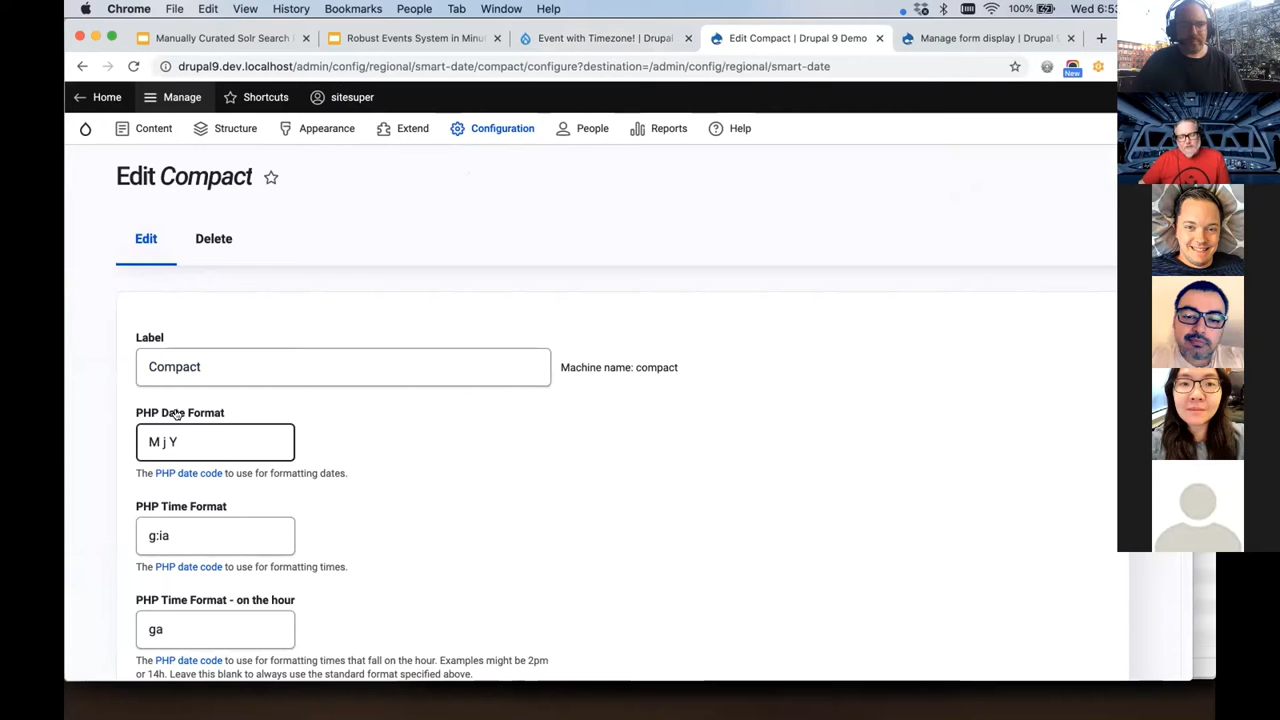 Chrome File Edit View History Bookmarks People Tab Window Help 100% Wed 6:53
Manually Curated Solr Search Robust Events System in Minu Event with Timezone! | Drupal Edit Compact | Drupal 9 Demo Manage form display | Drupal
drupal9.dev.localhost/admin/config/regional/smart-date/compact/configure?destination=/admin/config/regional/smart-date
New
Home Manage Shortcuts sitesuper
Content Structure Appearance Extend Configuration People Reports Help
Edit Compact
Edit Delete
Label
Compact Machine name: compact
PHP Date Format
M j Y
The PHP date code to use for formatting dates.
PHP Time Format
g:ia
The PHP date code to use for formatting times.
PHP Time Format - on the hour
ga
The PHP date code to use for formatting times that fall on the hour. Examples might be 2pm
or 14h. Leave this blank to always use the standard format specified above.